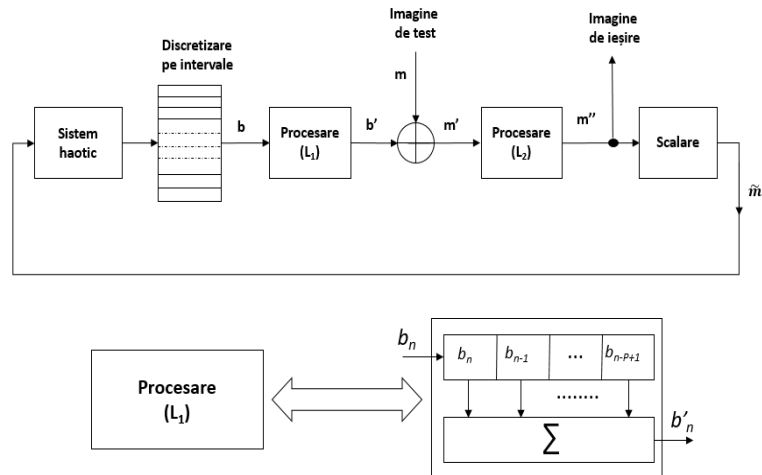 Imagine
de test
Imagine
de ieșire
Discretizare
pe intervale
m
Sistem
haotic
b
Procesare
(L₁)
b'
m'
Procesare
(L₂)
m''
Scalare
m̃
bₙ
bₙ
bₙ₋₁
...
bₙ₋P₊₁
........
Procesare
(L₁)
Σ
b'ₙ